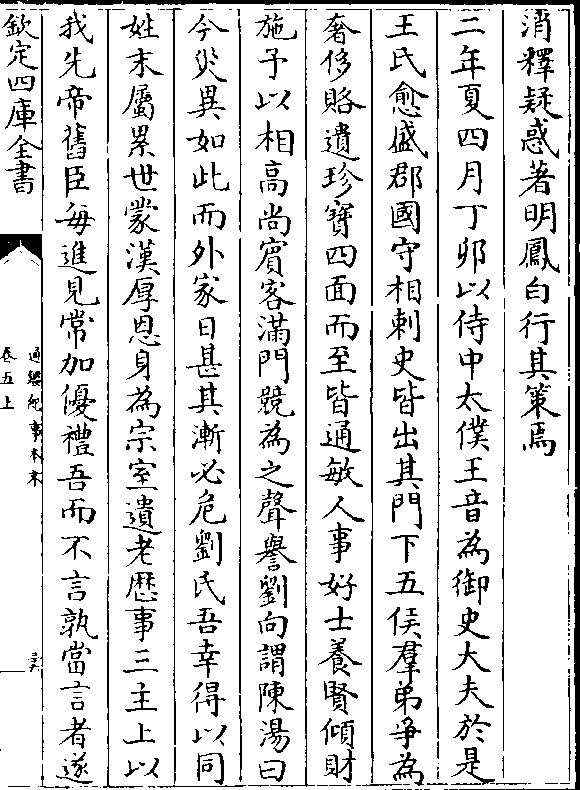 消釋疑惑著明鳳白行其策焉
二年夏四月丁卯以侍中太僕王音為御史大夫於是
王氏愈盛郡國守相刺史皆出其門下五侯羣弟爭為
奢侈賂遺珍寶四面而至皆通敏人事好士養賢傾財
施予以相高尚賓客滿門競為之聲譽劉向謂陳湯曰
今災異如此而外家日甚其漸必危劉氏吾幸得以同
姓末屬累世蒙漢厚恩身為宗室遺老歴事三主上以
我先帝舊臣毎進見常加優禮吾而不言孰當言者遂
欽定四庫全書
通鑑紀事本末
卷五上